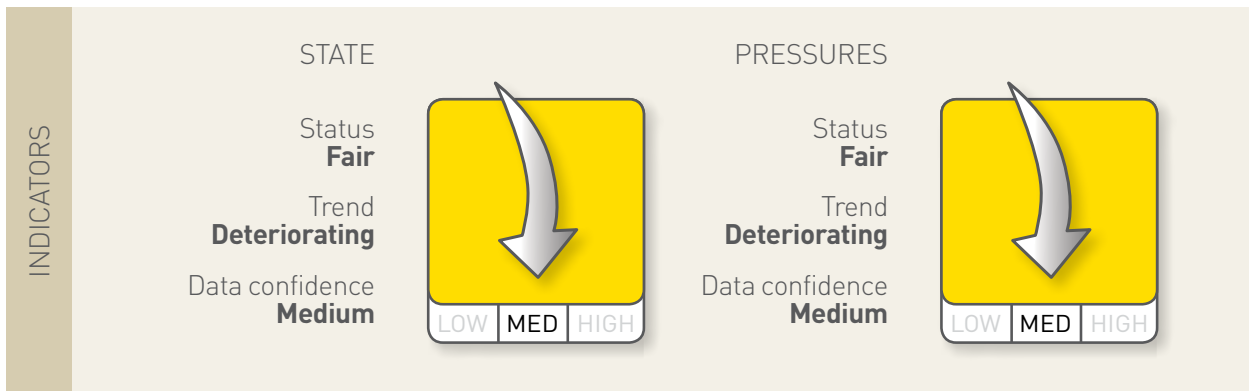 INDICATORS
STATE
Status
Fair
Trend
Deteriorating
Data confidence
Medium
LOW MED HIGH
PRESSURES
Status
Fair
Trend
Deteriorating
Data confidence
Medium
LOW MED HIGH